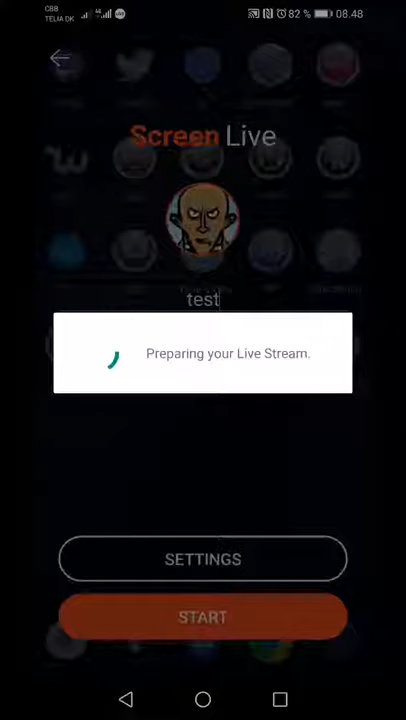 CBB
TELIA DK
82 %
08.48
Screen Live
test
Preparing your Live Stream.
SETTINGS
START